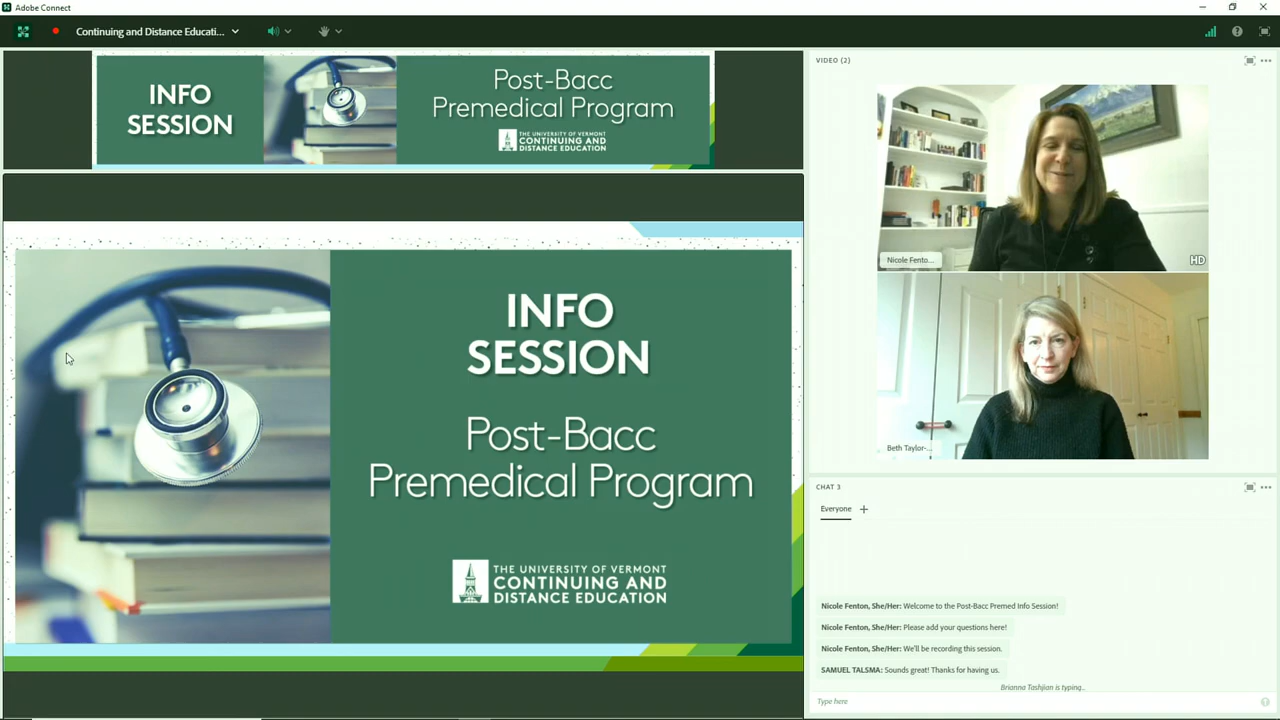 Adobe Connect
Continuing and Distance Educati...
INFO
SESSION
Post-Bacc
Premedical Program
THE UNIVERSITY OF VERMONT
CONTINUING AND
DISTANCE EDUCATION
INFO
SESSION
Post-Bacc
Premedical Program
THE UNIVERSITY OF VERMONT
CONTINUING AND
DISTANCE EDUCATION
VIDEO (2)
Nicole Fento...
HD
Beth Taylor-...
CHAT 3
Everyone
Nicole Fenton, She/Her: Welcome to the Post-Bacc Premed Info Session!
Nicole Fenton, She/Her: Please add your questions here!
Nicole Fenton, She/Her: We'll be recording this session.
SAMUEL TALSMA: Sounds great! Thanks for having us.
Brianna Tashjian is typing...
Type here